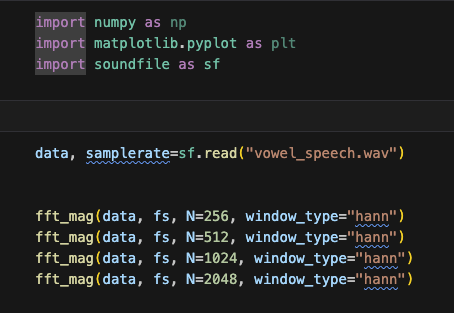 import numpy as np
import matplotlib.pyplot as plt
import soundfile as sf
data, samplerate=sf.read("vowel_speech.wav")
fft_mag(data, fs, N=256, window_type="hann")
fft_mag(data, fs, N=512, window_type="hann")
fft_mag(data, fs, N=1024, window_type="hann")
fft_mag(data, fs, N=2048, window_type="hann")